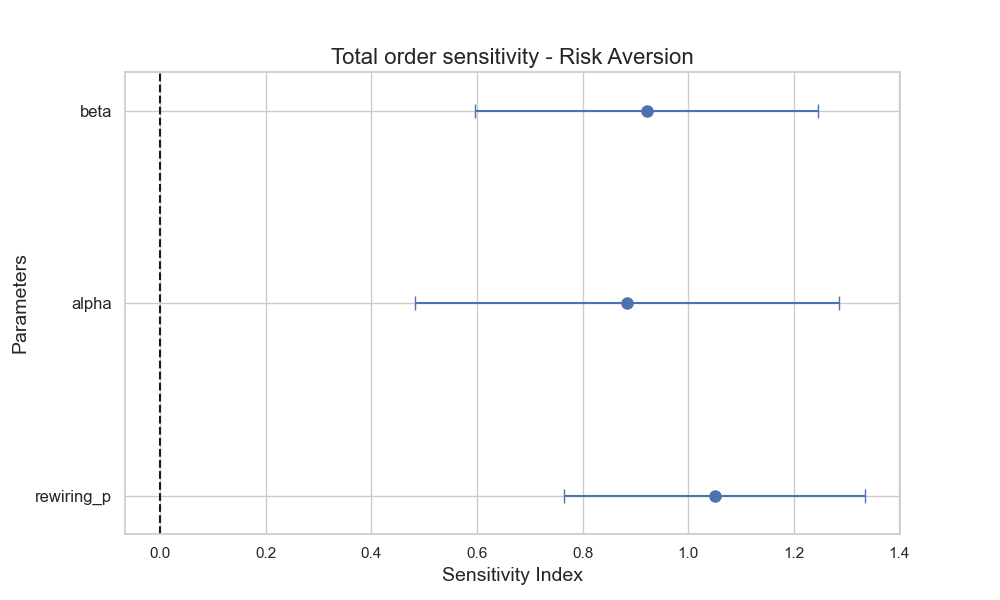 Total order sensitivity - Risk Aversion
beta
alpha
rewiring_p
Parameters
0.0 0.2 0.4 0.6 0.8 1.0 1.2 1.4
Sensitivity Index